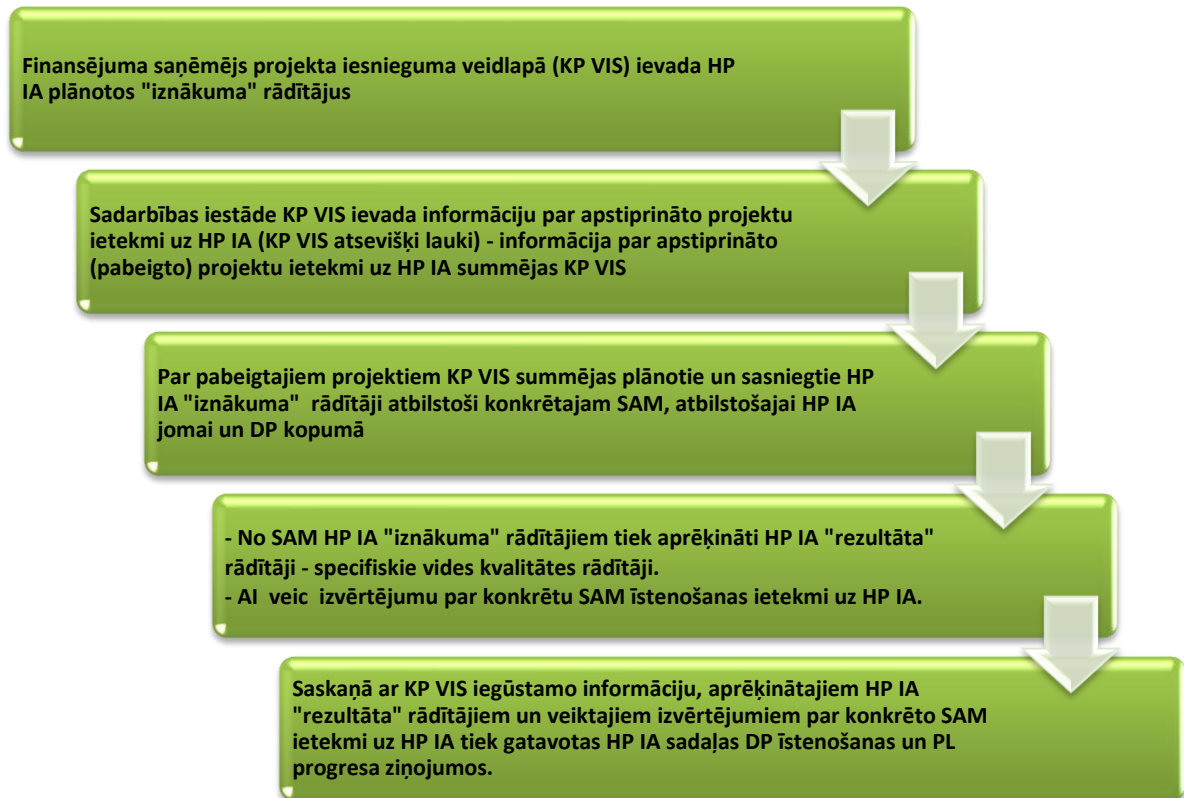 Finansējuma saņēmējs projekta iesnieguma veidlapā (KP VIS) ievada HP
IA plānotos "iznākuma" rādītājus
Sadarbības iestāde KP VIS ievada informāciju par apstiprināto projektu
ietekmi uz HP IA (KP VIS atsevišķi lauki) - informācija par apstiprināto
(pabeigto) projektu ietekmi uz HP IA summējas KP VIS
Par pabeigtajiem projektiem KP VIS summējas plānotie un sasniegtie HP
IA "iznākuma" rādītāji atbilstoši konkrētajam SAM, atbilstošajai HP IA
jomai un DP kopumā
- No SAM HP IA "iznākuma" rādītājiem tiek aprēķināti HP IA "rezultāta"
rādītāji - specifiskie vides kvalitātes rādītāji.
- AI veic izvērtējumu par konkrētu SAM īstenošanas ietekmi uz HP IA.
Saskaņā ar KP VIS iegūstamo informāciju, aprēķinātajiem HP IA
"rezultāta" rādītājiem un veiktajiem izvērtējumiem par konkrēto SAM
ietekmi uz HP IA tiek gatavotas HP IA sadaļas DP īstenošanas un PL
progresa ziņojumos.